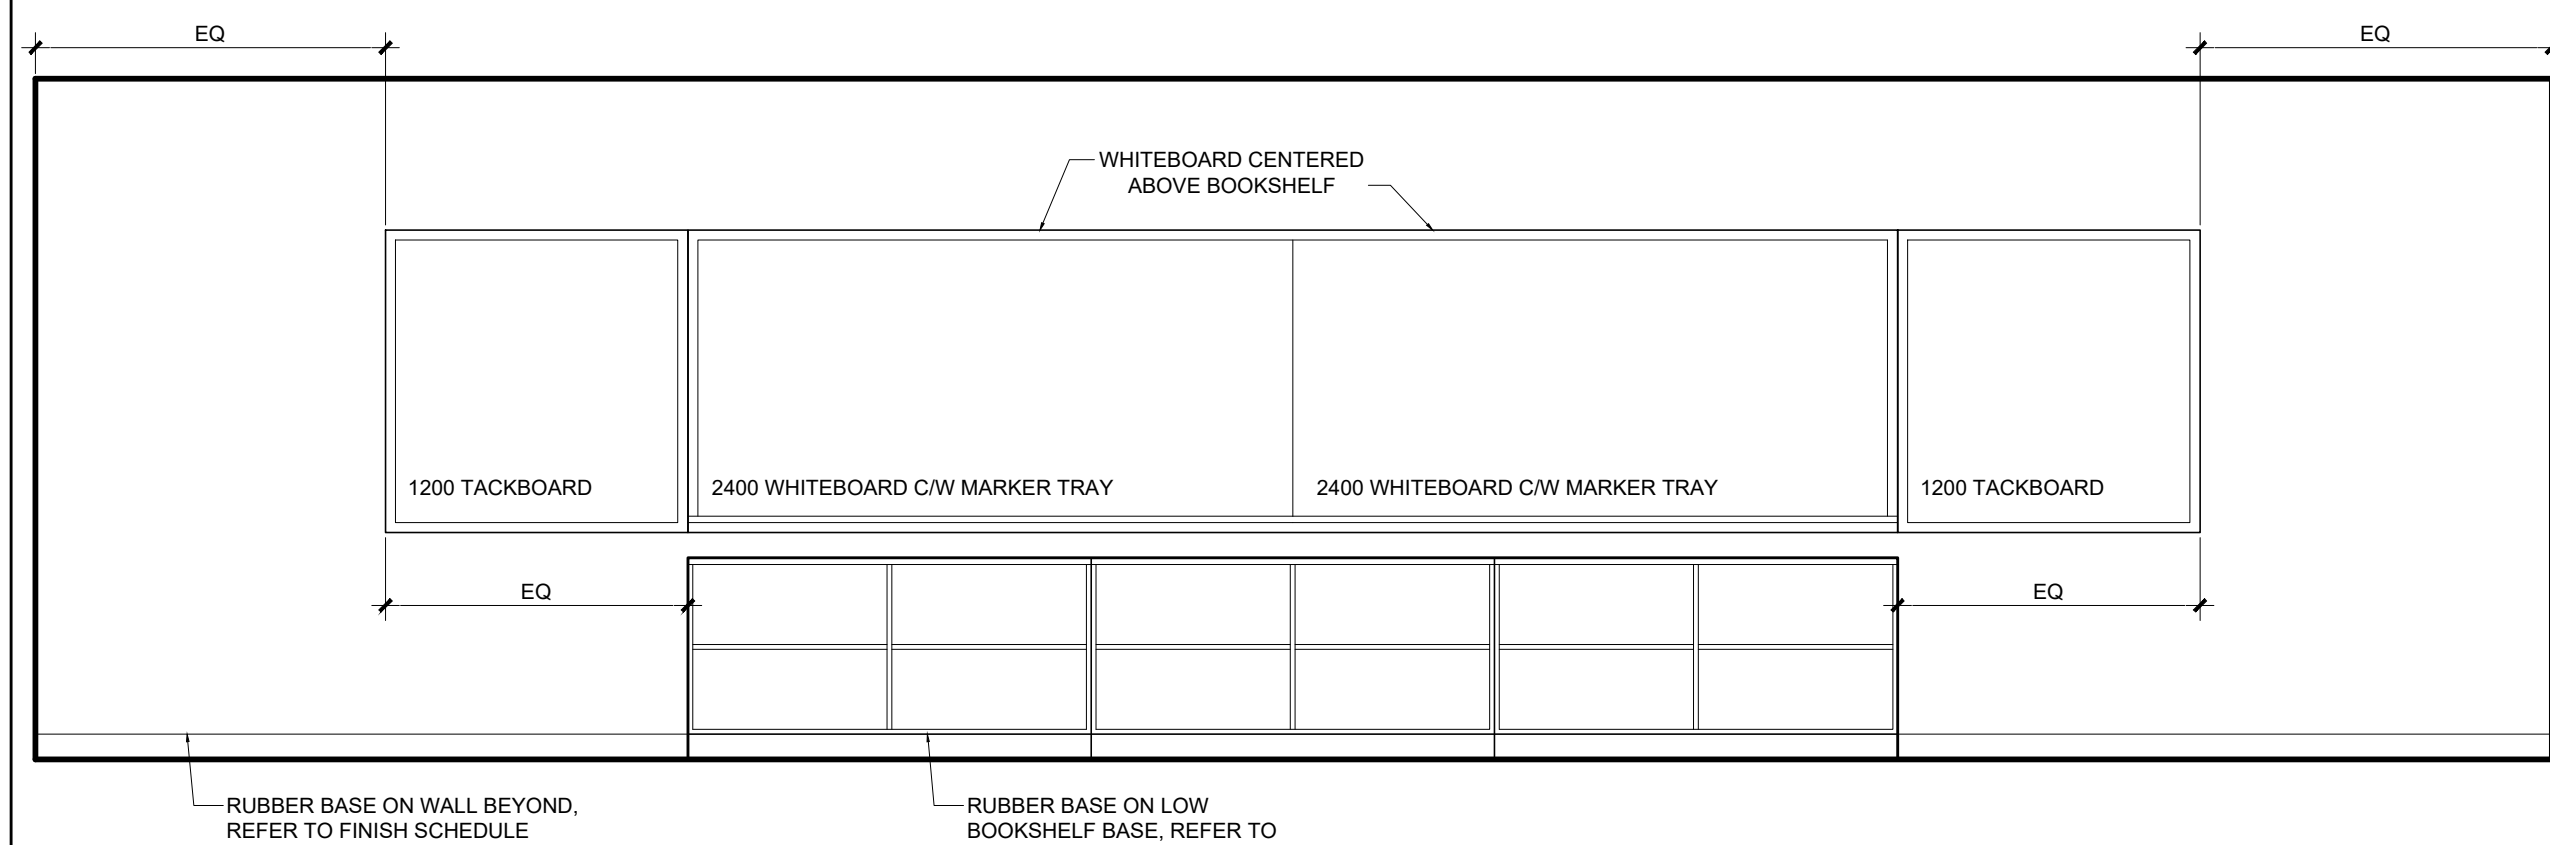 EQ
EQ
WHITEBOARD CENTERED
ABOVE BOOKSHELF
1200 TACKBOARD
2400 WHITEBOARD C/W MARKER TRAY
2400 WHITEBOARD C/W MARKER TRAY
1200 TACKBOARD
EQ
EQ
RUBBER BASE ON WALL BEYOND,
REFER TO FINISH SCHEDULE
RUBBER BASE ON LOW
BOOKSHELF BASE, REFER TO